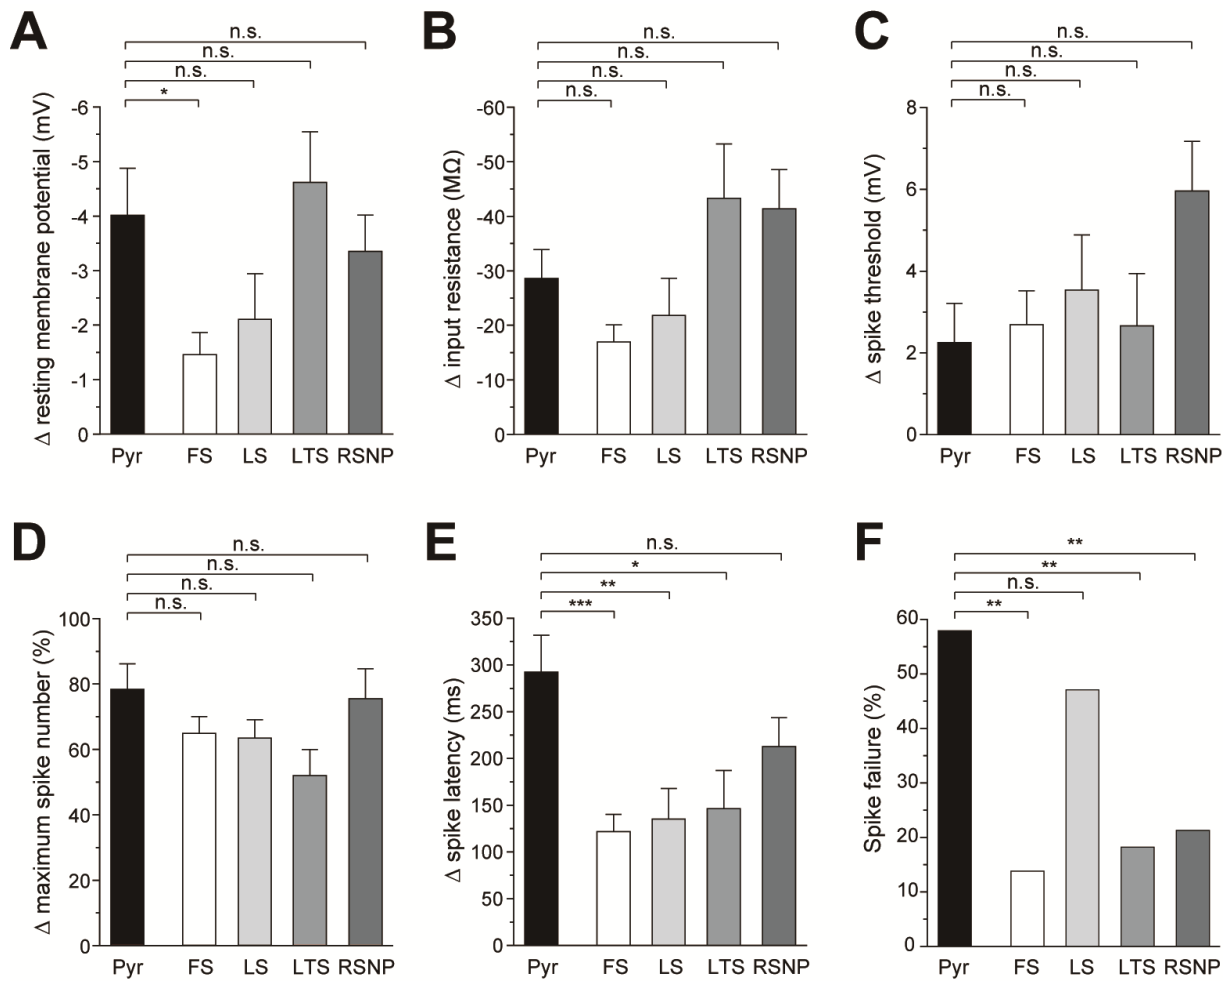 A
n.s.
n.s.
n.s.
*
Δ resting membrane potential (mV)
-6
-5
-4
-3
-2
-1
0
Pyr FS LS LTS RSNP
B
n.s.
n.s.
n.s.
n.s.
Δ input resistance (MΩ)
-60
-50
-40
-30
-20
-10
0
Pyr FS LS LTS RSNP
C
n.s.
n.s.
n.s.
n.s.
Δ spike threshold (mV)
8
6
4
2
0
Pyr FS LS LTS RSNP
D
n.s.
n.s.
n.s.
n.s.
Δ maximum spike number (%)
100
80
60
40
20
0
Pyr FS LS LTS RSNP
E
n.s.
*
**
***
Δ spike latency (ms)
350
300
250
200
150
100
50
0
Pyr FS LS LTS RSNP
F
**
**
n.s.
**
Spike failure (%)
60
50
40
30
20
10
0
Pyr FS LS LTS RSNP